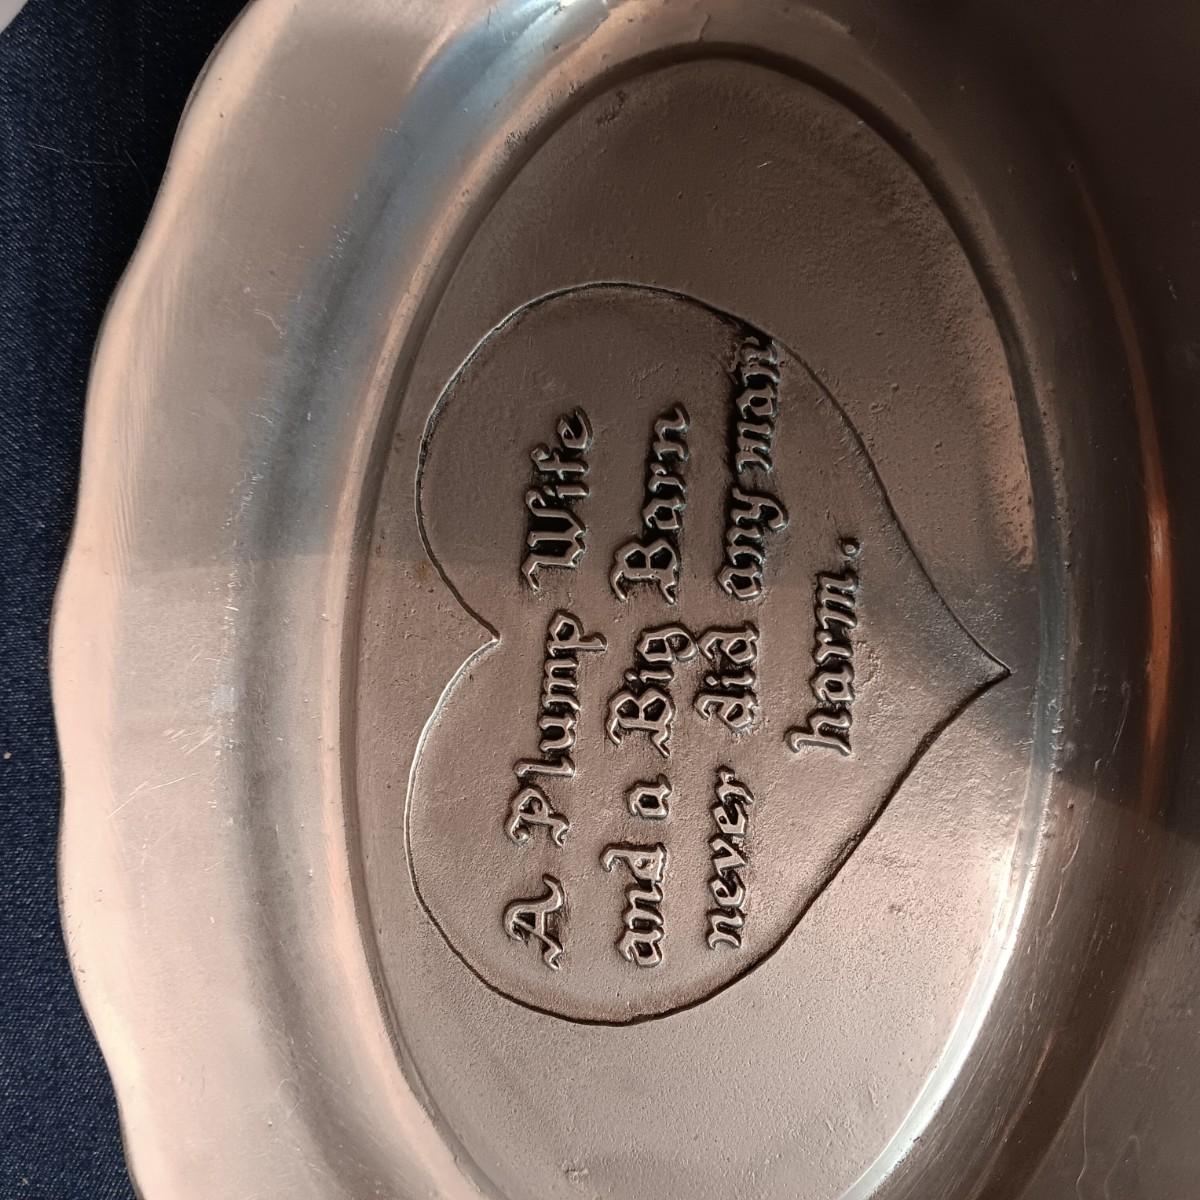 A Plump Wife
and a Big Barn
never did any man
harm.